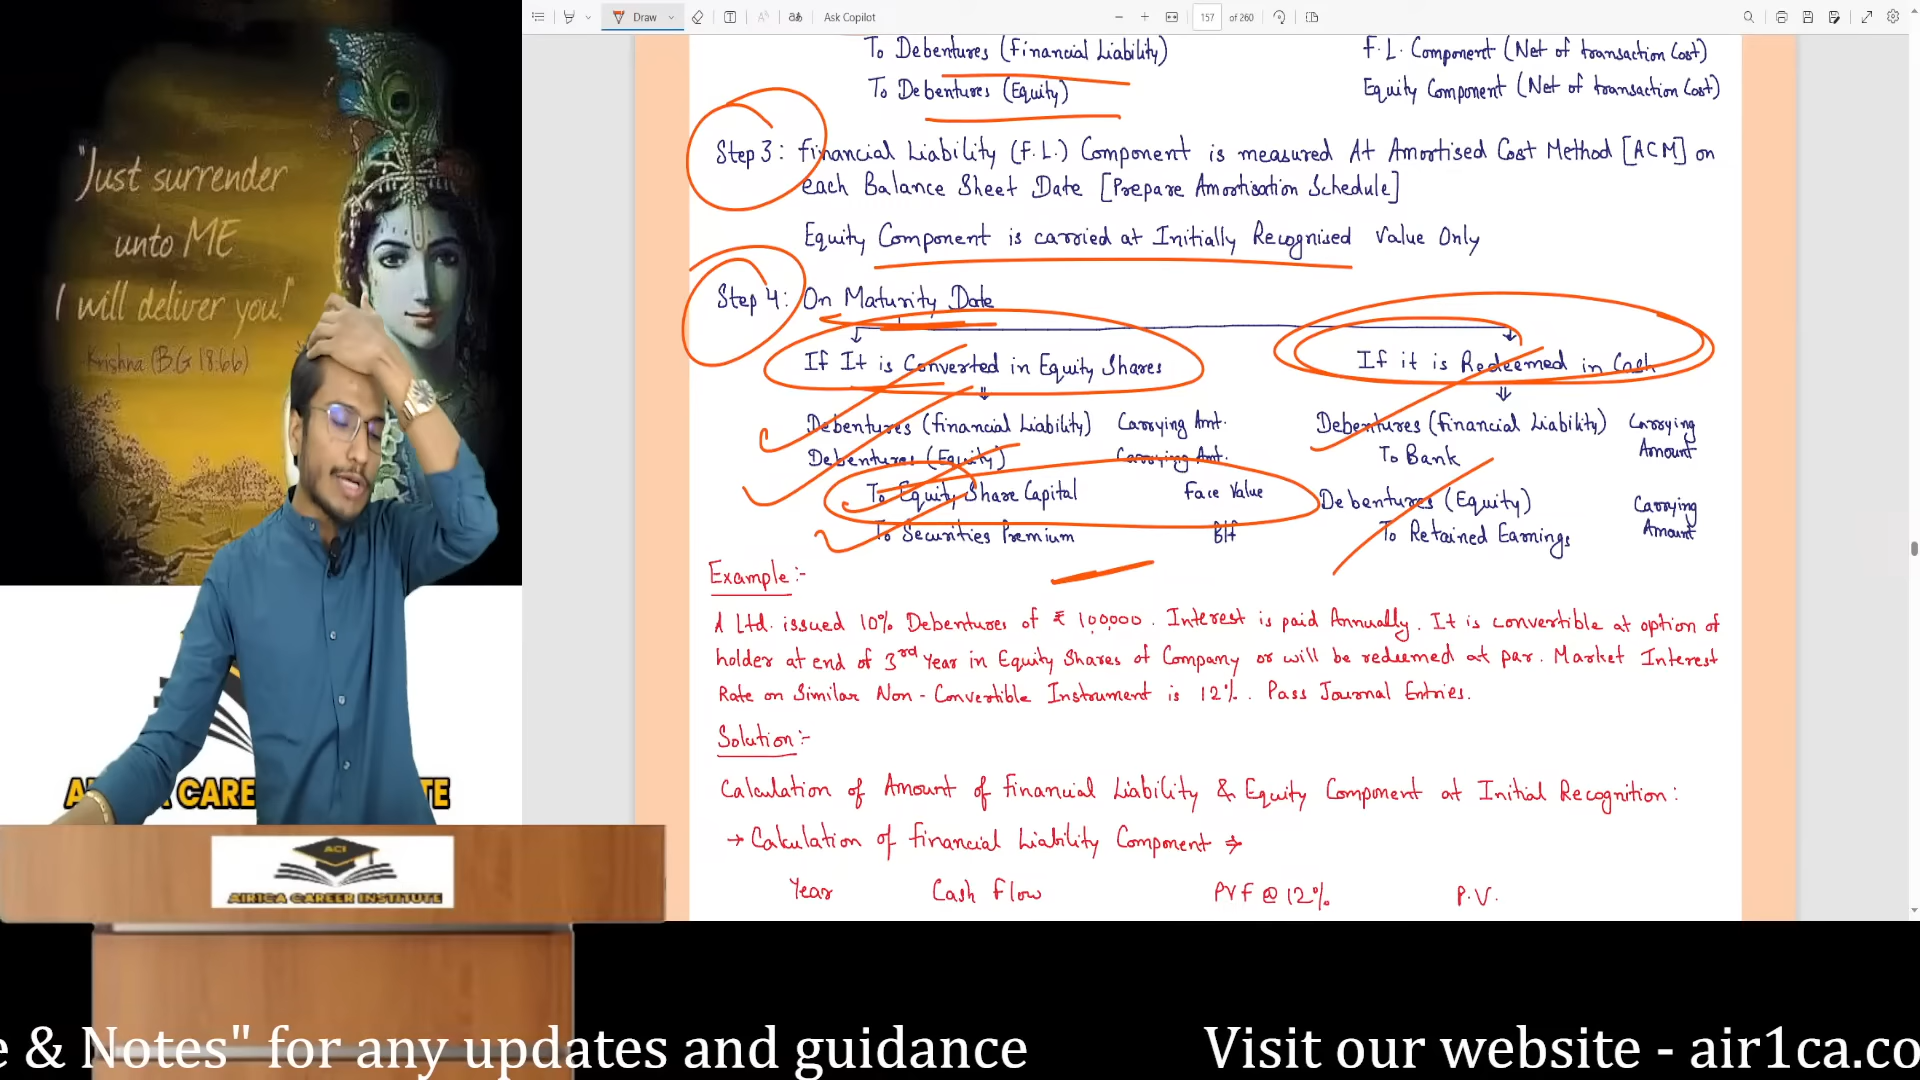 "Just surrender
unto ME
I will deliver you!"
Krishna (B.G 18.66)
Draw
Ask Copilot
157
of 260
To Debentures (Financial Liability) F.L. Component (Net of transaction Cost)
To Debentures (Equity) Equity Component (Net of transaction Cost)
Step 3: Financial Liability (F.L.) Component is measured At Amortised Cost Method [ACM] on
each Balance Sheet Date [Prepare Amortisation Schedule]
Equity Component is carried at Initially Recognised Value Only
Step 4: On Maturity Date
If It is Converted in Equity Shares
Debentures (Financial Liability) Carrying Amt.
Debentures (Equity) Carrying Amt.
To Equity Share Capital Face Value
To Securities Premium B/f
If it is Redeemed in Cash
Debentures (Financial Liability) Carrying Amount
To Bank
Debentures (Equity) Carrying Amount
To Retained Earnings
Example :-
A Ltd. issued 10% Debentures of ₹ 1,00,000. Interest is paid Annually. It is convertible at option of
holder at end of 3rd Year in Equity Shares of Company or will be redeemed at par. Market Interest
Rate on Similar Non-Convertible Instrument is 12%. Pass Journal Entries.
Solution :-
Calculation of Amount of Financial Liability & Equity Component at Initial Recognition:
→ Calculation of Financial Liability Component ⇒
Year Cash Flow PVF @ 12% P.V.
ACI
AIR1CA CAREER INSTITUTE
e & Notes" for any updates and guidance
Visit our website - air1ca.co